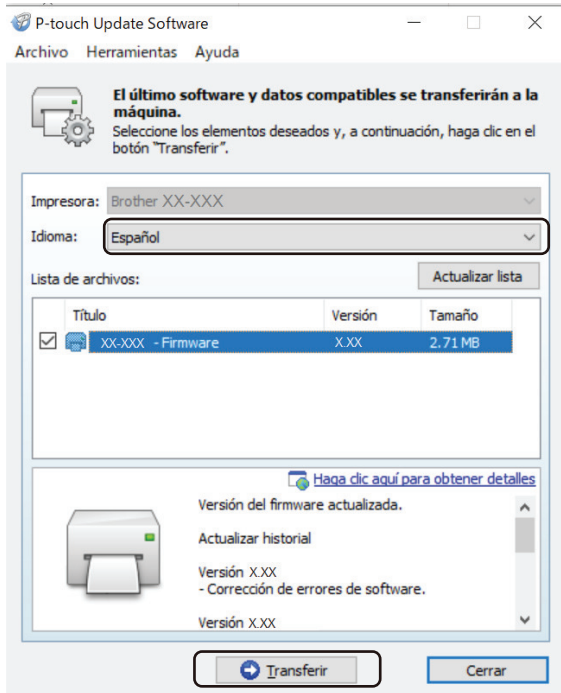 P-touch Update Software
Archivo Herramientas Ayuda
El último software y datos compatibles se transferirán a la
máquina.
Seleccione los elementos deseados y, a continuación, haga clic en el
botón "Transferir".
Impresora: Brother XX-XXX
Idioma: Español
Lista de archivos: Actualizar lista
Título Versión Tamaño
XX-XXX - Firmware X.XX 2.71 MB
Haga clic aquí para obtener detalles
Versión del firmware actualizada.
Actualizar historial
Versión X.XX
- Corrección de errores de software.
Versión X.XX
Transferir Cerrar